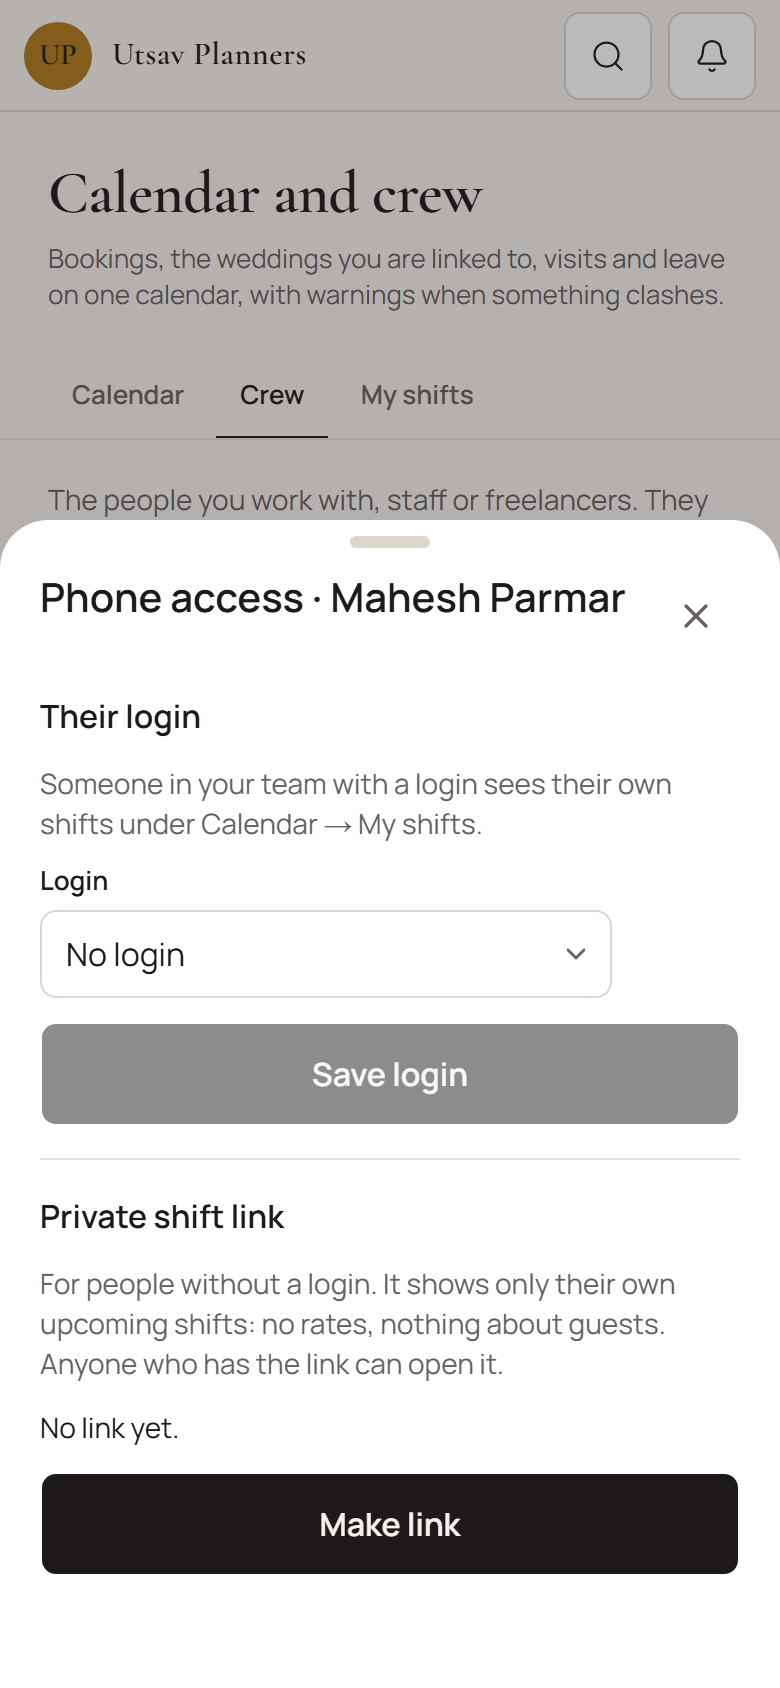 UP Utsav Planners
Calendar and crew
Bookings, the weddings you are linked to, visits and leave
on one calendar, with warnings when something clashes.
Calendar Crew My shifts
The people you work with, staff or freelancers. They
Phone access · Mahesh Parmar
Their login
Someone in your team with a login sees their own
shifts under Calendar → My shifts.
Login
No login
Save login
Private shift link
For people without a login. It shows only their own
upcoming shifts: no rates, nothing about guests.
Anyone who has the link can open it.
No link yet.
Make link